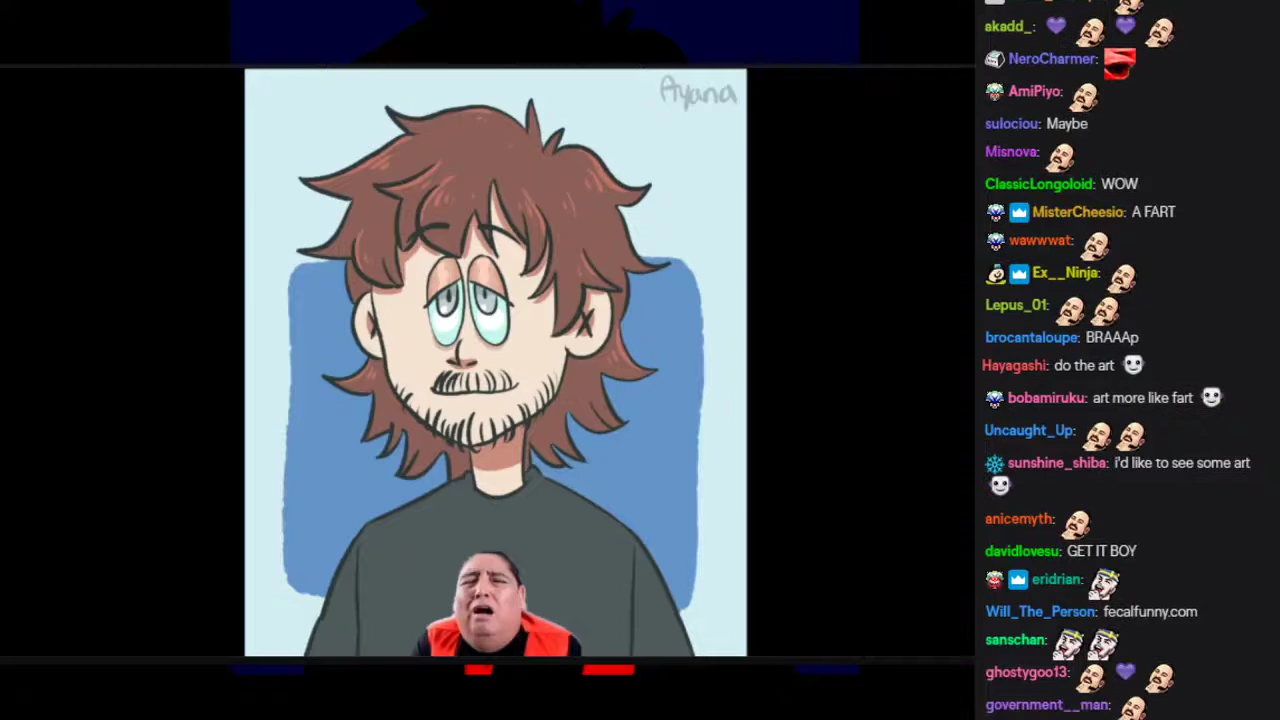 Ayana
akadd_:
NeroCharmer:
AmiPiyo:
sulociou: Maybe
Misnova:
ClassicLongoloid: WOW
MisterCheesio: A FART
wawwwat:
Ex__Ninja:
Lepus_01:
brocantaloupe: BRAAAp
Hayagashi: do the art
bobamiruku: art more like fart
Uncaught_Up:
sunshine_shiba: i'd like to see some art
anicemyth:
davidlovesu: GET IT BOY
eridrian:
Will_The_Person: fecalfunny.com
sanschan:
ghostygoo13:
government__man: